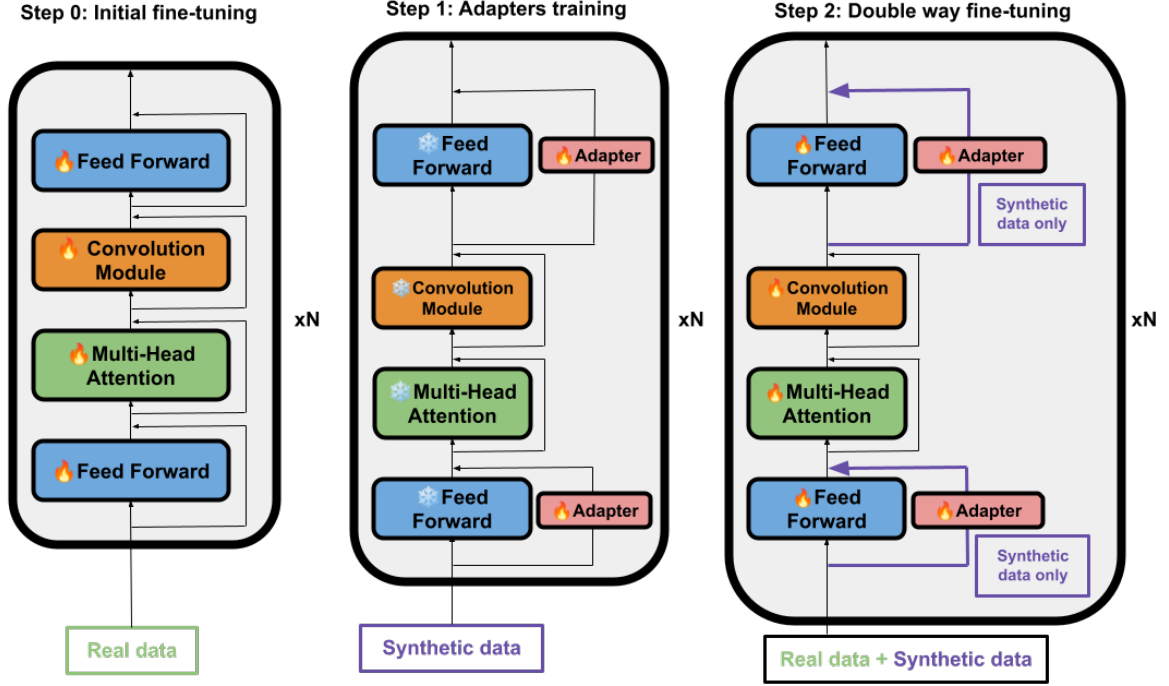 Step 0: Initial fine-tuning
Feed Forward
Convolution
Module
Multi-Head
Attention
Feed Forward
xN
Real data
Step 1: Adapters training
Feed
Forward
Adapter
Convolution
Module
Multi-Head
Attention
Feed
Forward
Adapter
xN
Synthetic data
Step 2: Double way fine-tuning
Feed
Forward
Adapter
Synthetic
data only
Convolution
Module
Multi-Head
Attention
Feed
Forward
Adapter
Synthetic
data only
xN
Real data + Synthetic data